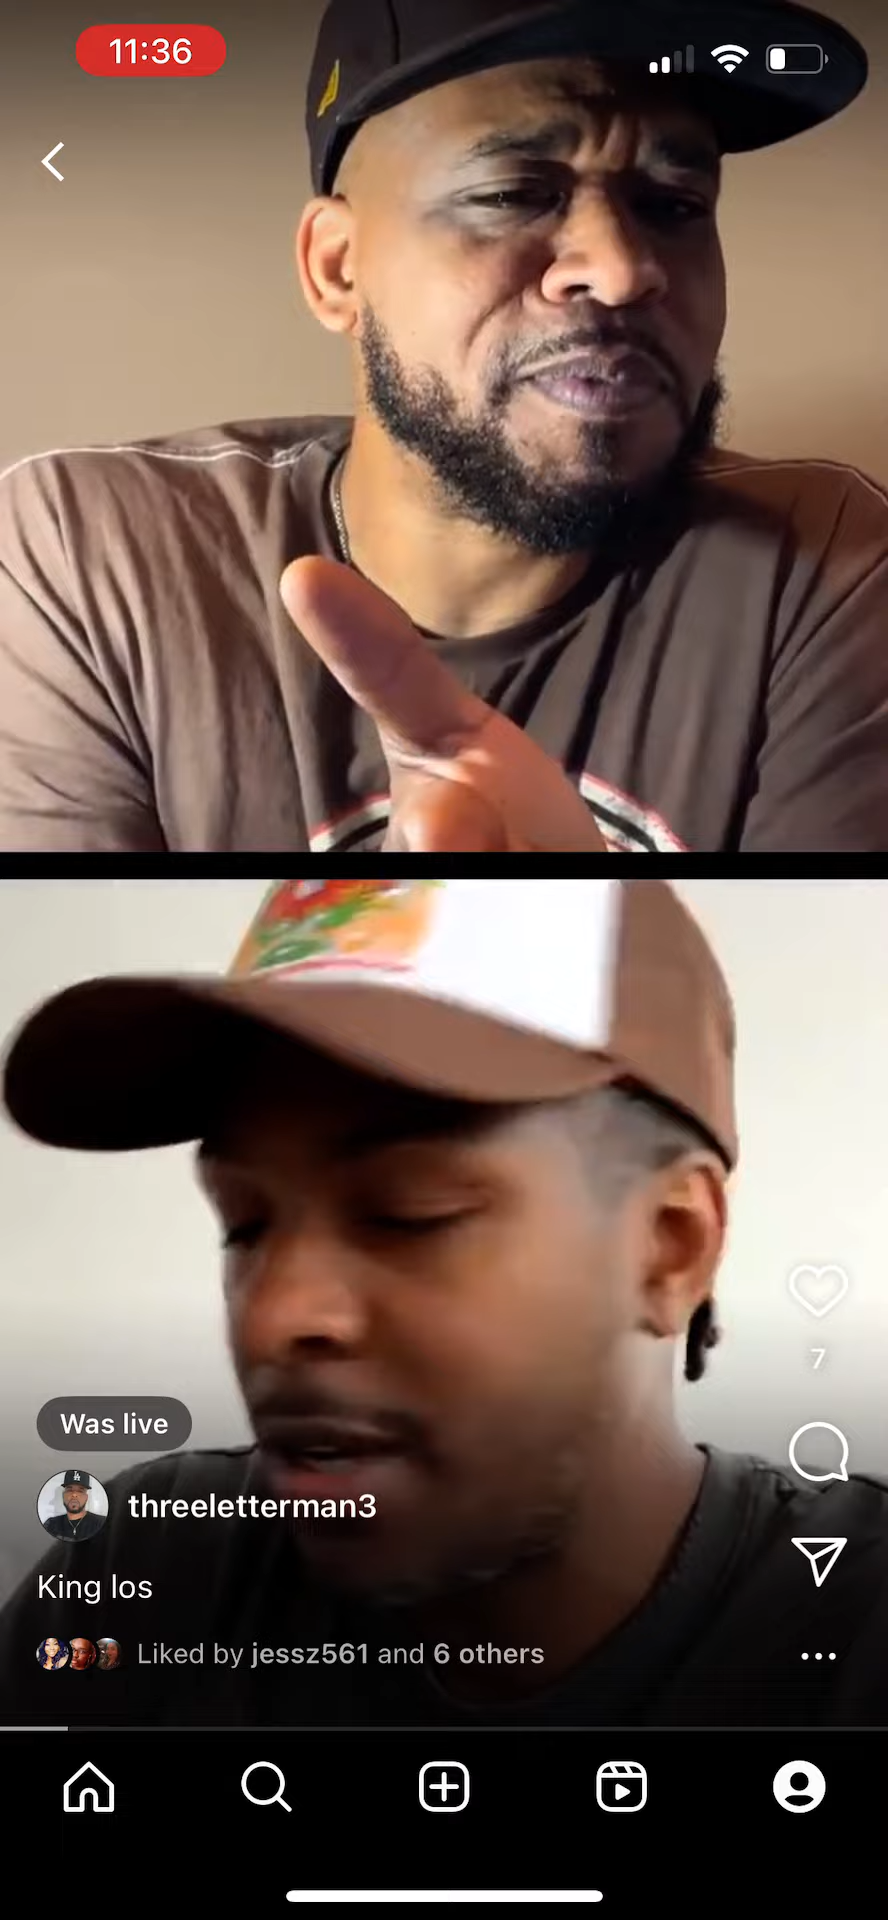 11:36
7
Was live
threeletterman3
King los
Liked by jessz561 and 6 others